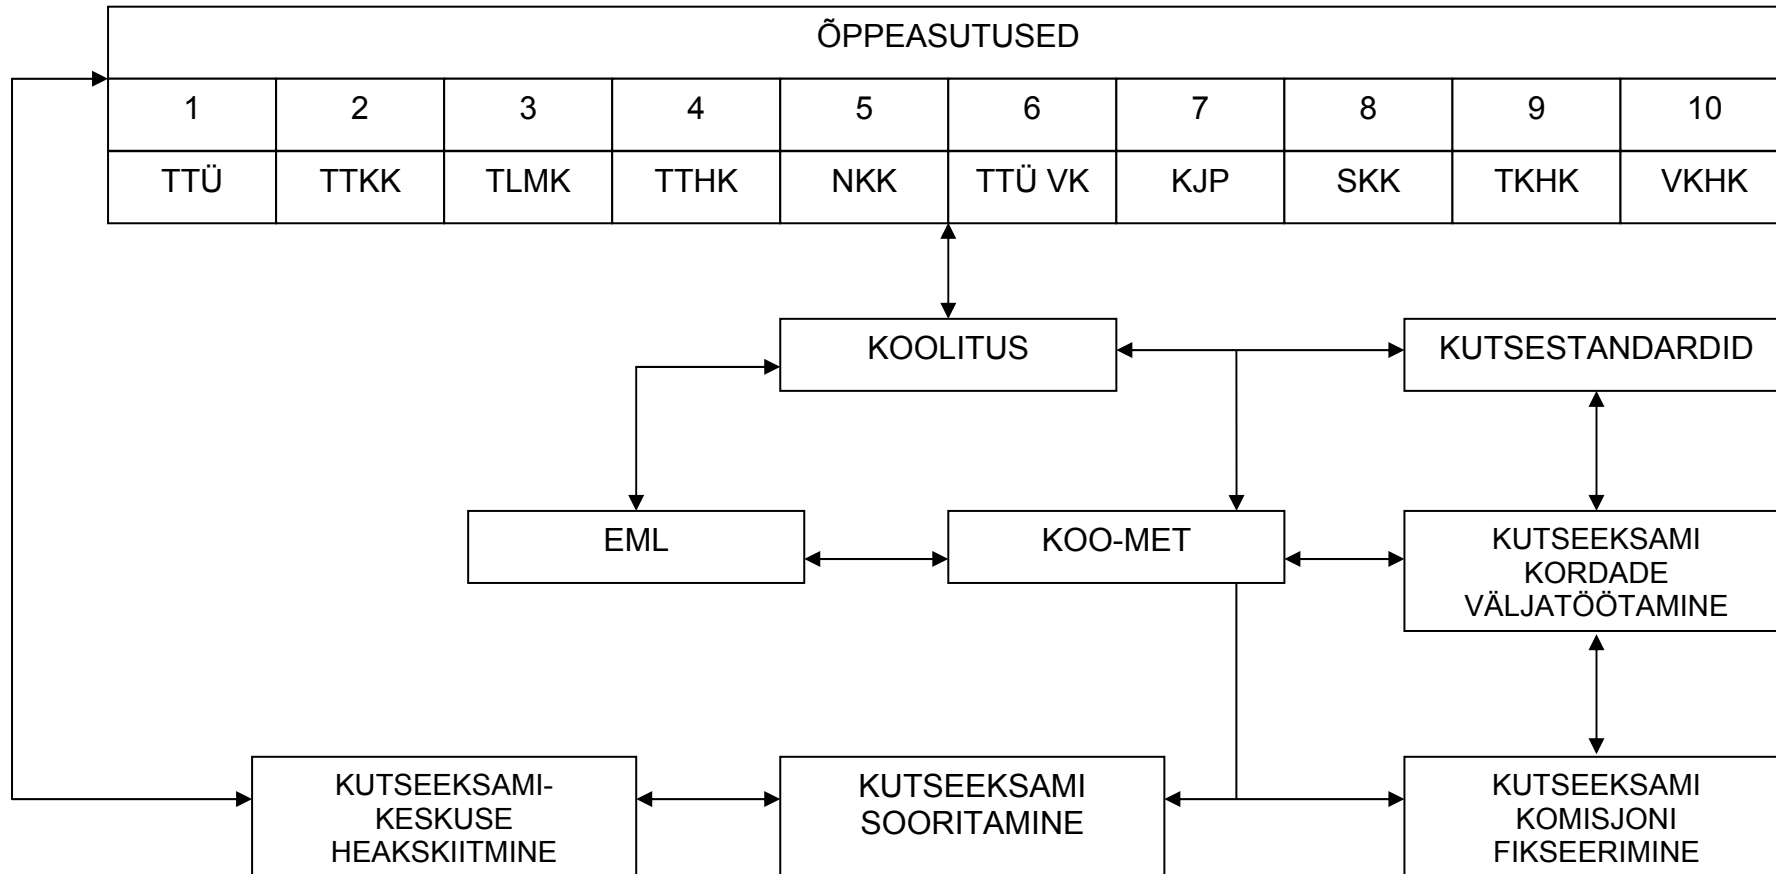 ÕPPEASUTUSED
1 2 3 4 5 6 7 8 9 10
TTÜ TTKK TLMK TTHK NKK TTÜ VK KJP SKK TKHK VKHK
KOOLITUS
KUTSESTANDARDID
EML
KOO-MET
KUTSEEKSAMI
KORDADE
VÄLJATÖÖTAMINE
KUTSEEKSAMI-
KESKUSE
HEAKSKIITMINE
KUTSEEKSAMI
SOORITAMINE
KUTSEEKSAMI
KOMISJONI
FIKSEERIMINE